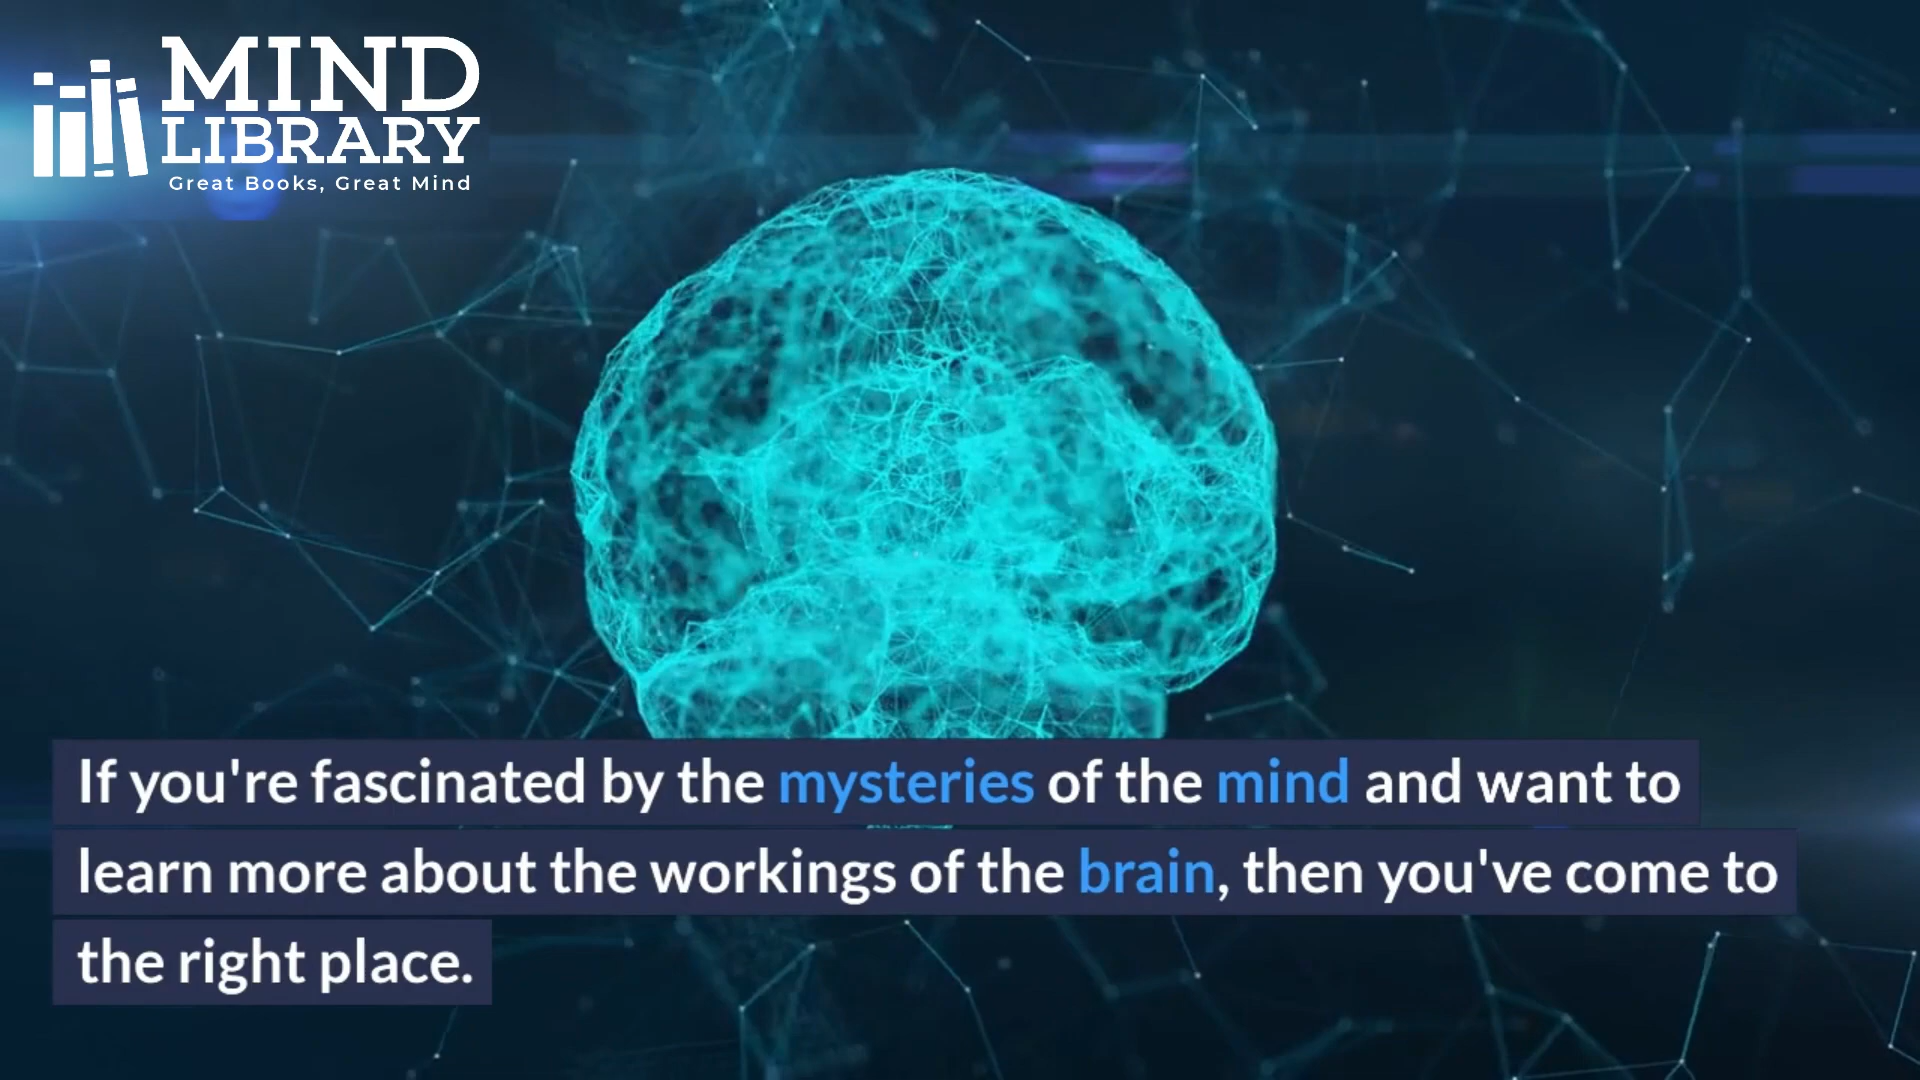 MIND
LIBRARY
Great Books, Great Mind
If you're fascinated by the mysteries of the mind and want to
learn more about the workings of the brain, then you've come to
the right place.